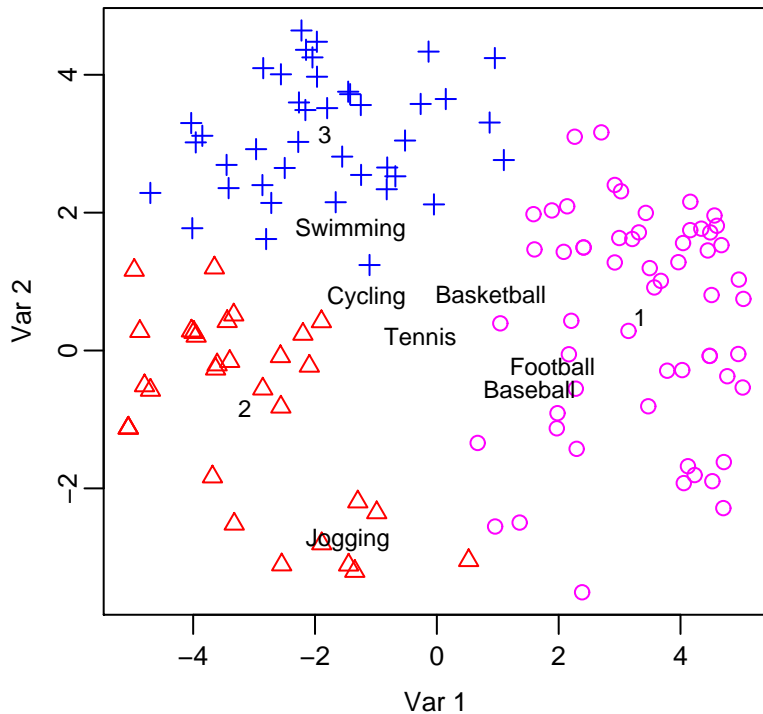 4
3
2
Swimming
Cycling
Basketball
Tennis
1
0
Football
Baseball
2
−2
Jogging
−4 −2 0 2 4
Var 1
Var 2